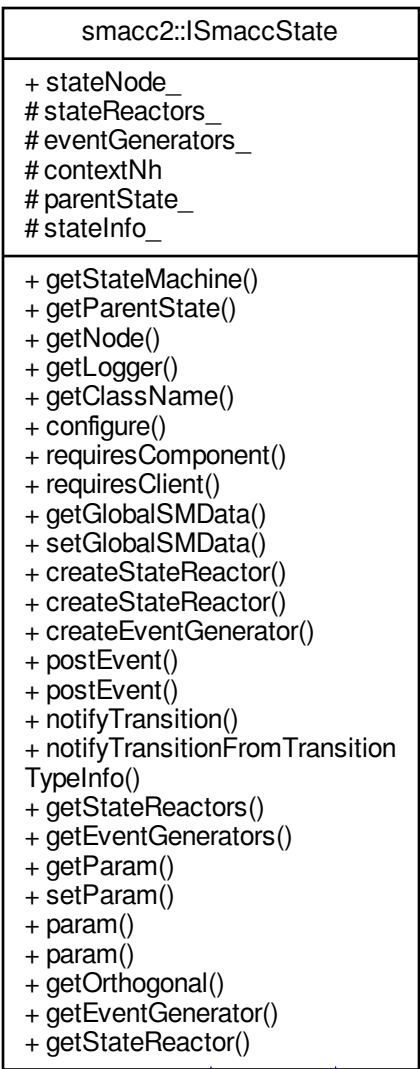 smacc2::ISmaccState
+ stateNode_
# stateReactors_
# eventGenerators_
# contextNh
# parentState_
# stateInfo_
+ getStateMachine()
+ getParentState()
+ getNode()
+ getLogger()
+ getClassName()
+ configure()
+ requiresComponent()
+ requiresClient()
+ getGlobalSMData()
+ setGlobalSMData()
+ createStateReactor()
+ createStateReactor()
+ createEventGenerator()
+ postEvent()
+ postEvent()
+ notifyTransition()
+ notifyTransitionFromTransition
TypeInfo()
+ getStateReactors()
+ getEventGenerators()
+ getParam()
+ setParam()
+ param()
+ param()
+ getOrthogonal()
+ getEventGenerator()
+ getStateReactor()